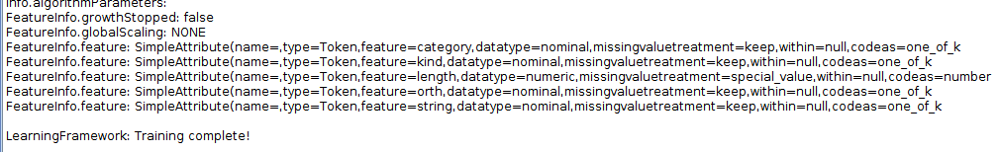 Info.algorithmParameters:
FeatureInfo.growthStopped: false
FeatureInfo.globalScaling: NONE
FeatureInfo.feature: SimpleAttribute(name=,type=Token,feature=category,datatype=nominal,missingvaluetreatment=keep,within=null,codeas=one_of_k
FeatureInfo.feature: SimpleAttribute(name=,type=Token,feature=kind,datatype=nominal,missingvaluetreatment=keep,within=null,codeas=one_of_k
FeatureInfo.feature: SimpleAttribute(name=,type=Token,feature=length,datatype=numeric,missingvaluetreatment=special_value,within=null,codeas=number
FeatureInfo.feature: SimpleAttribute(name=,type=Token,feature=orth,datatype=nominal,missingvaluetreatment=keep,within=null,codeas=one_of_k
FeatureInfo.feature: SimpleAttribute(name=,type=Token,feature=string,datatype=nominal,missingvaluetreatment=keep,within=null,codeas=one_of_k
LearningFramework: Training complete!